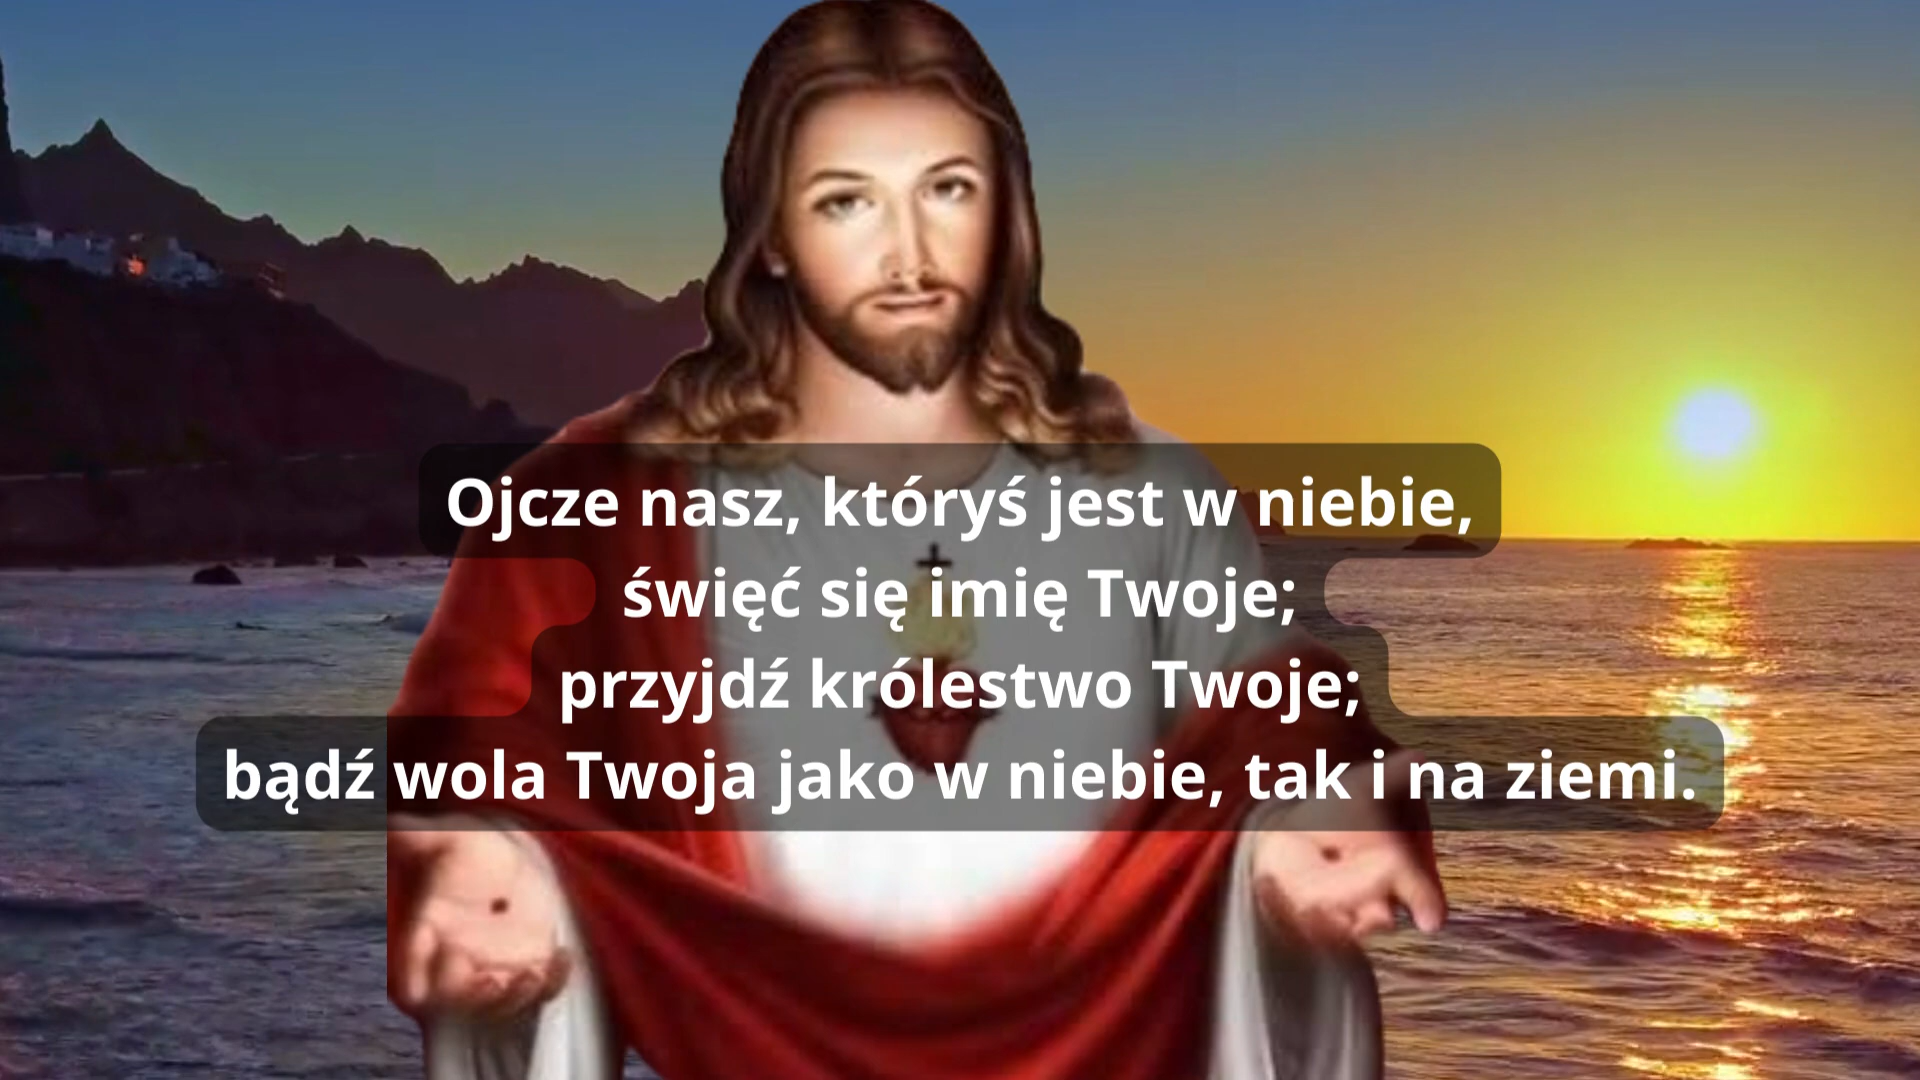 Ojcze nasz, któryś jest w niebie,
święć się imię Twoje;
przyjdź królestwo Twoje;
bądź wola Twoja jako w niebie, tak i na ziemi.